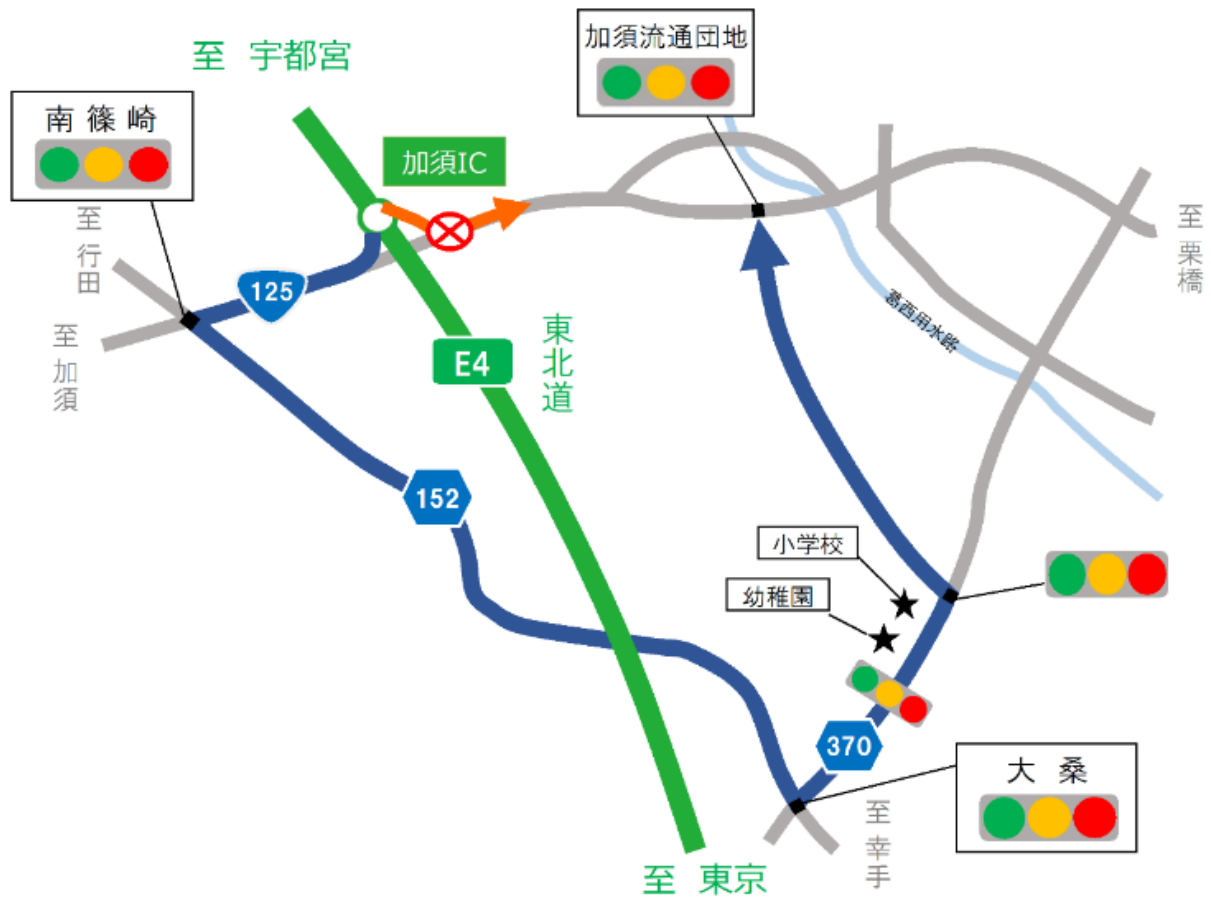 至 宇都宮
加須流通団地
南篠崎
加須IC
至行田
至栗橋
125
至加須
葛西用水路
東北道
E4
152
小学校
幼稚園
370
大桑
至幸手
至 東京